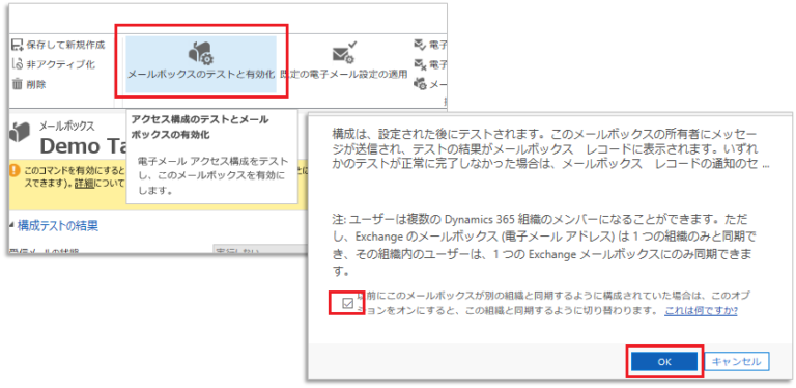 保存して新規作成
非アクティブ化
削除
メールボックスのテストと有効化
既定の電子メール設定の適用
電子
電子
メー
メールボックス
Demo Ta
アクセス構成のテストとメール
ボックスの有効化
電子メール アクセス構成をテスト
し、このメールボックスを有効に
します。
このコマンドを有効にすると
スできます)。詳細について
構成テストの結果
受信メールの状態
実行しない
構成は、設定された後にテストされます。このメールボックスの所有者にメッセー
ジが送信され、テストの結果がメールボックス レコードに表示されます。いずれ
かのテストが正常に完了しなかった場合は、メールボックス レコードの通知のセ ...
注: ユーザーは複数の Dynamics 365 組織のメンバーになることができます。ただ
し、Exchange のメールボックス (電子メール アドレス) は 1 つの組織のみと同期で
き、その組織内のユーザーは、1 つの Exchange メールボックスにのみ同期できま
す。
以前にこのメールボックスが別の組織と同期するように構成されていた場合は、このオプ
ションをオンにすると、この組織と同期するように切り替わります。 これは何ですか?
OK
キャンセル